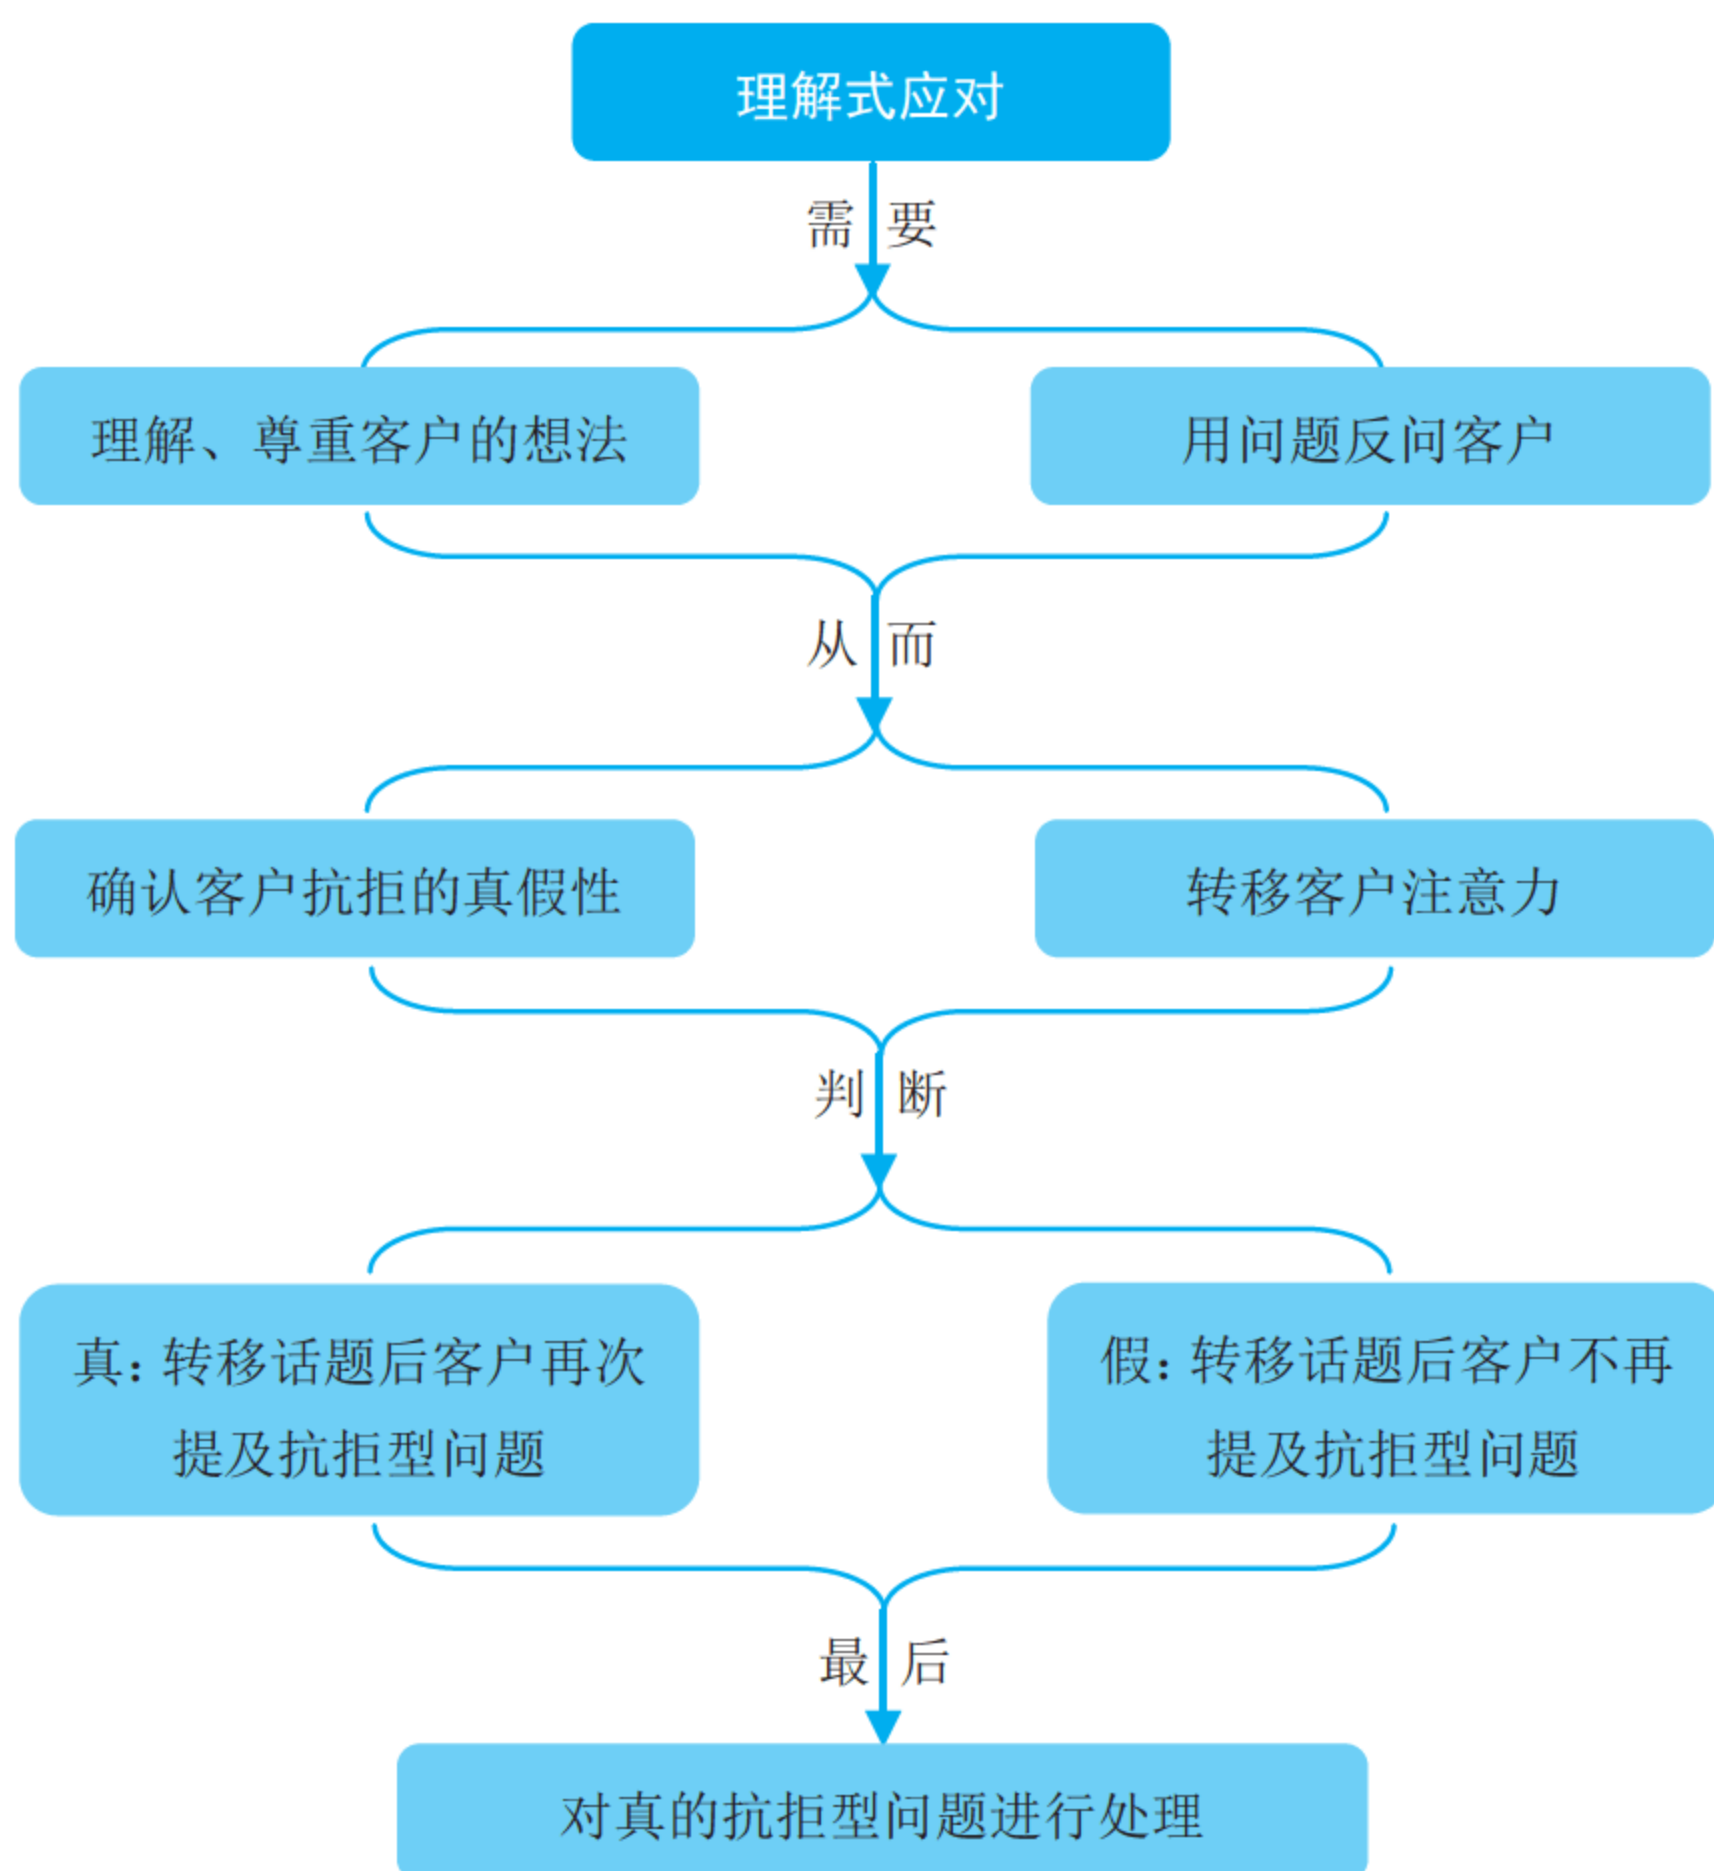 理解式应对
需要
理解、尊重客户的想法
用问题反问客户
从而
确认客户抗拒的真假性
转移客户注意力
判断
真：转移话题后客户再次
提及抗拒型问题
假：转移话题后客户不再
提及抗拒型问题
最后
对真的抗拒型问题进行处理